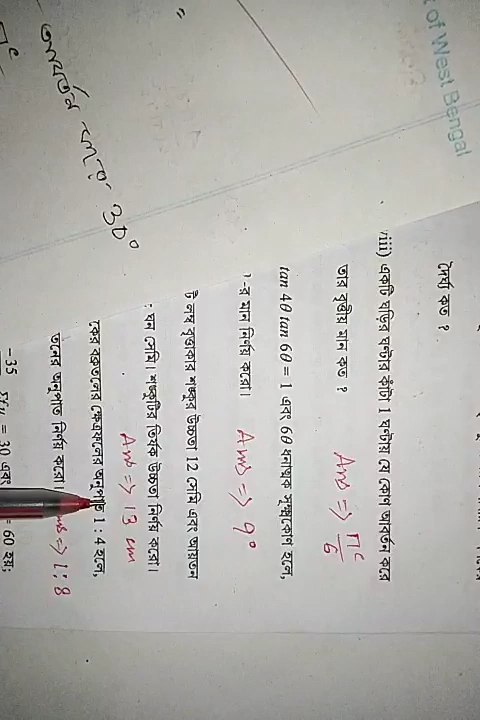 of West Bengal
দৈর্ঘ্য কত ?
viii) একটি ঘড়ির ঘণ্টার কাঁটা 1 ঘণ্টায় যে কোণ আবর্তন করে
তার বৃত্তীয় মান কত ? Ans ⇒ π^c/6
tan 4θ tan 6θ = 1 এবং 6θ ধনাত্মক সূক্ষ্মকোণ হলে,
-র মান নির্ণয় করো। Ans ⇒ 9°
টি লম্ব বৃত্তাকার শঙ্কুর উচ্চতা 12 সেমি এবং আয়তন
ঘন সেমি। শঙ্কুটির তির্যক উচ্চতা নির্ণয় করো।
Ans ⇒ 13 cm
কের বক্রতলের ক্ষেত্রফলের অনুপাত 1 : 4 হলে,
তনের অনুপাত নির্ণয় করো। Ans ⇒ 1:8
-35
= 30 এবং = 60 হয়;
30°